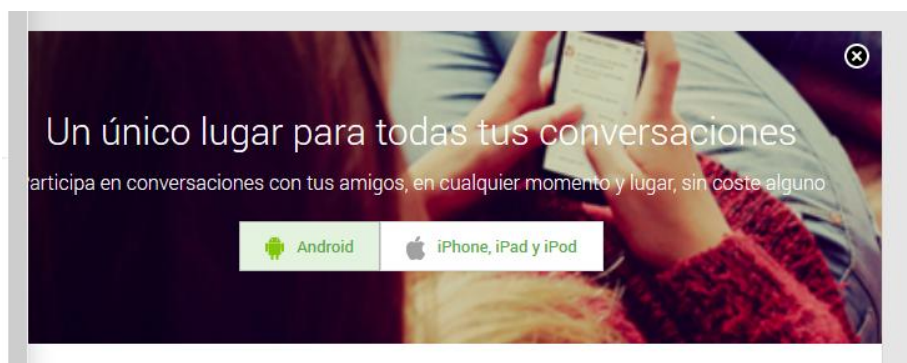 Un único lugar para todas tus conversaciones
articipa en conversaciones con tus amigos, en cualquier momento y lugar, sin coste alguno
Android
iPhone, iPad y iPod